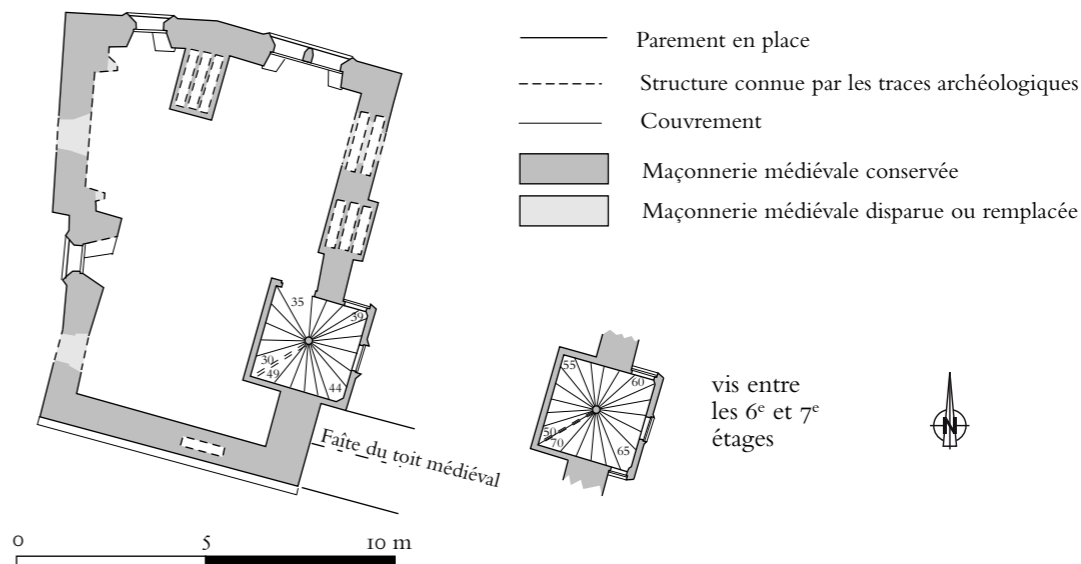 Parement en place
Structure connue par les traces archéologiques
Couvrement
Maçonnerie médiévale conservée
Maçonnerie médiévale disparue ou remplacée
35
39
30
49
44
Faîte du toit médiéval
55
60
50
70
65
vis entre
les 6e et 7e
étages
N
0 5 10 m